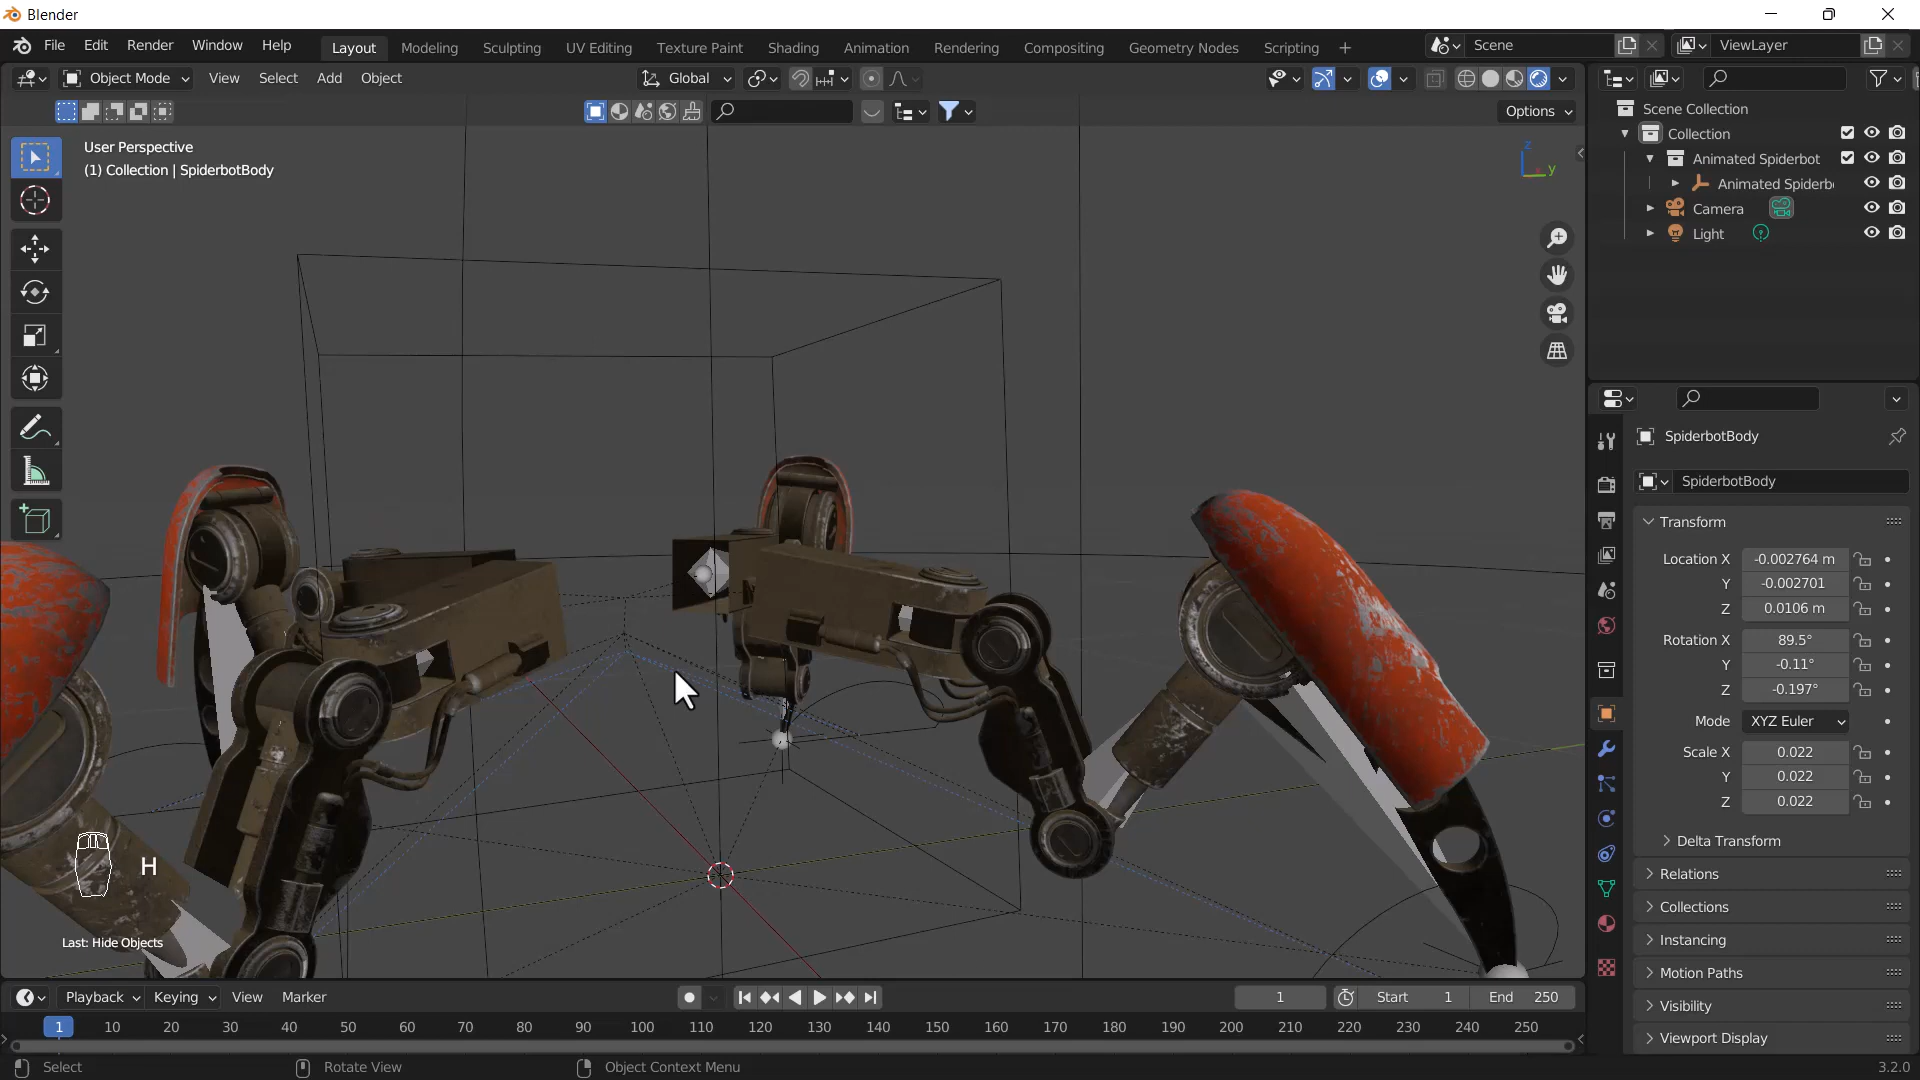 Blender
File Edit Render Window Help Layout Modeling Sculpting UV Editing Texture Paint Shading Animation Rendering Compositing Geometry Nodes Scripting + Scene ViewLayer
Object Mode View Select Add Object Global
Options
User Perspective
(1) Collection | SpiderbotBody
Z
Y
Scene Collection
Collection
Animated Spiderbot
Animated Spiderb
Camera
Light
SpiderbotBody
SpiderbotBody
Transform
Location X -0.002764 m
Y -0.002701
Z 0.0106 m
Rotation X 89.5°
Y -0.11°
Z -0.197°
Mode XYZ Euler
Scale X 0.022
Y 0.022
Z 0.022
Delta Transform
Relations
Collections
Instancing
Motion Paths
Visibility
Viewport Display
H
Last: Hide Objects
Playback Keying View Marker 1 Start 1 End 250
1 10 20 30 40 50 60 70 80 90 100 110 120 130 140 150 160 170 180 190 200 210 220 230 240 250
Select Rotate View Object Context Menu 3.2.0